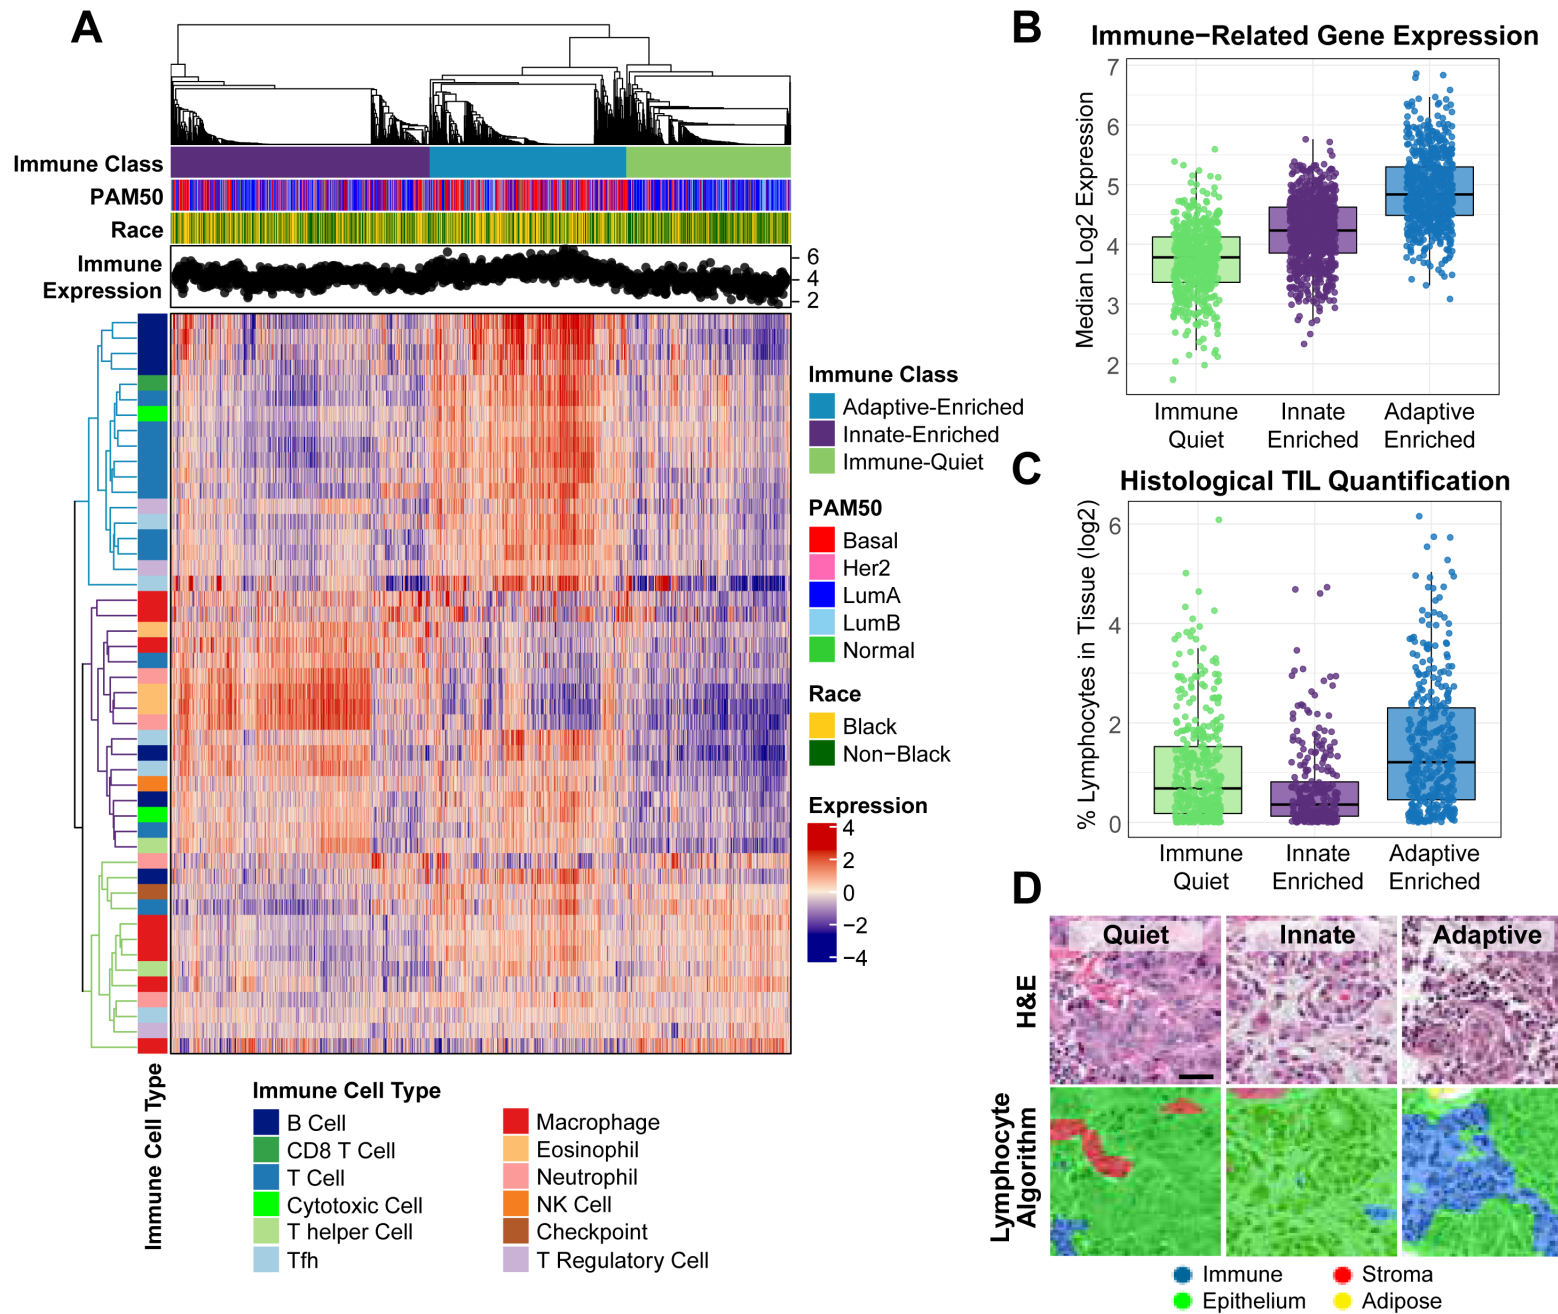 A
Immune Class
PAM50
Race
Immune
Expression
6
4
2
Immune Class
Adaptive-Enriched
Innate-Enriched
Immune-Quiet
PAM50
Basal
Her2
LumA
LumB
Normal
Race
Black
Non−Black
Expression
4
2
0
−2
−4
Immune Cell Type
Immune Cell Type
B Cell
CD8 T Cell
T Cell
Cytotoxic Cell
T helper Cell
Tfh
Macrophage
Eosinophil
Neutrophil
NK Cell
Checkpoint
T Regulatory Cell
B
Immune−Related Gene Expression
Median Log2 Expression
7
6
5
4
3
2
Immune
Quiet
Innate
Enriched
Adaptive
Enriched
C
Histological TIL Quantification
% Lymphocytes in Tissue (log2)
6
4
2
0
Immune
Quiet
Innate
Enriched
Adaptive
Enriched
D
Quiet
Innate
Adaptive
H&E
Lymphocyte
Algorithm
Immune
Stroma
Epithelium
Adipose